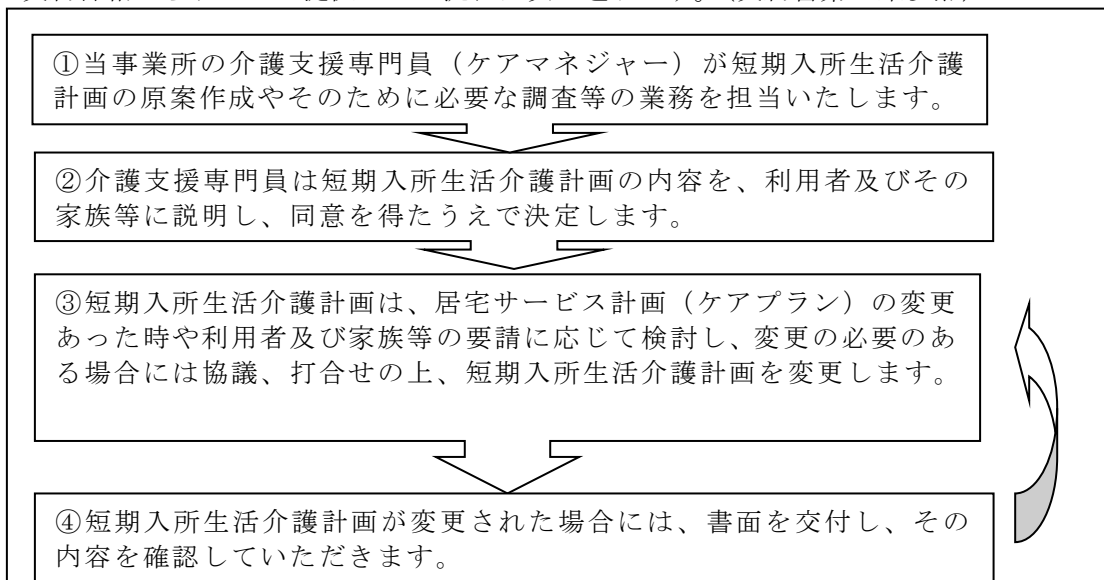 ①当事業所の介護支援専門員（ケアマネジャー）が短期入所生活介護
計画の原案作成やそのために必要な調査等の業務を担当いたします。
②介護支援専門員は短期入所生活介護計画の内容を、利用者及びその
家族等に説明し、同意を得たうえで決定します。
③短期入所生活介護計画は、居宅サービス計画（ケアプラン）の変更
あった時や利用者及び家族等の要請に応じて検討し、変更の必要のあ
る場合には協議、打合せの上、短期入所生活介護計画を変更します。
④短期入所生活介護計画が変更された場合には、書面を交付し、その
内容を確認していただきます。